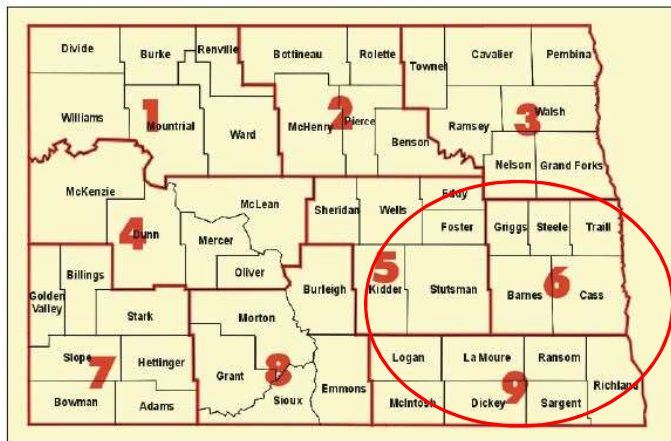 Divide Burke Renville Bottineau Rolette Towner Cavalier Pembina
Williams 1 Mountrial Ward McHenry 2 Pierce Benson Ramsey 3 Walsh
Nelson Grand Forks
McKenzie McLean Sheridan Wells Eddy
4 Dunn Mercer Foster Griggs Steele Traill
Oliver
Golden Valley Billings Stark Morton Burleigh 5 Kidder Stutsman Barnes 6 Cass
Slope Hettinger Grant 8 Emmons Logan La Moure Ransom Richland
7 Bowman Adams Sioux McIntosh Dickey 9 Sargent